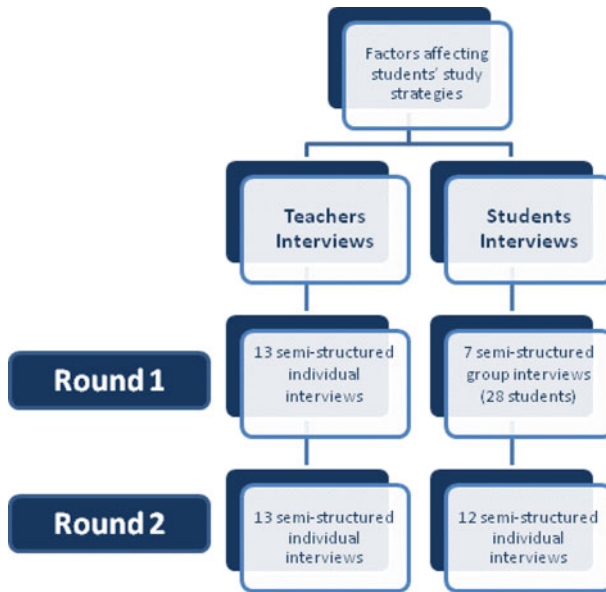 Factors affecting
students' study
strategies
Teachers
Interviews
Students
Interviews
Round 1
13 semi-structured
individual
interviews
7 semi-structured
group interviews
(28 students)
Round 2
13 semi-structured
individual
interviews
12 semi-structured
individual
interviews